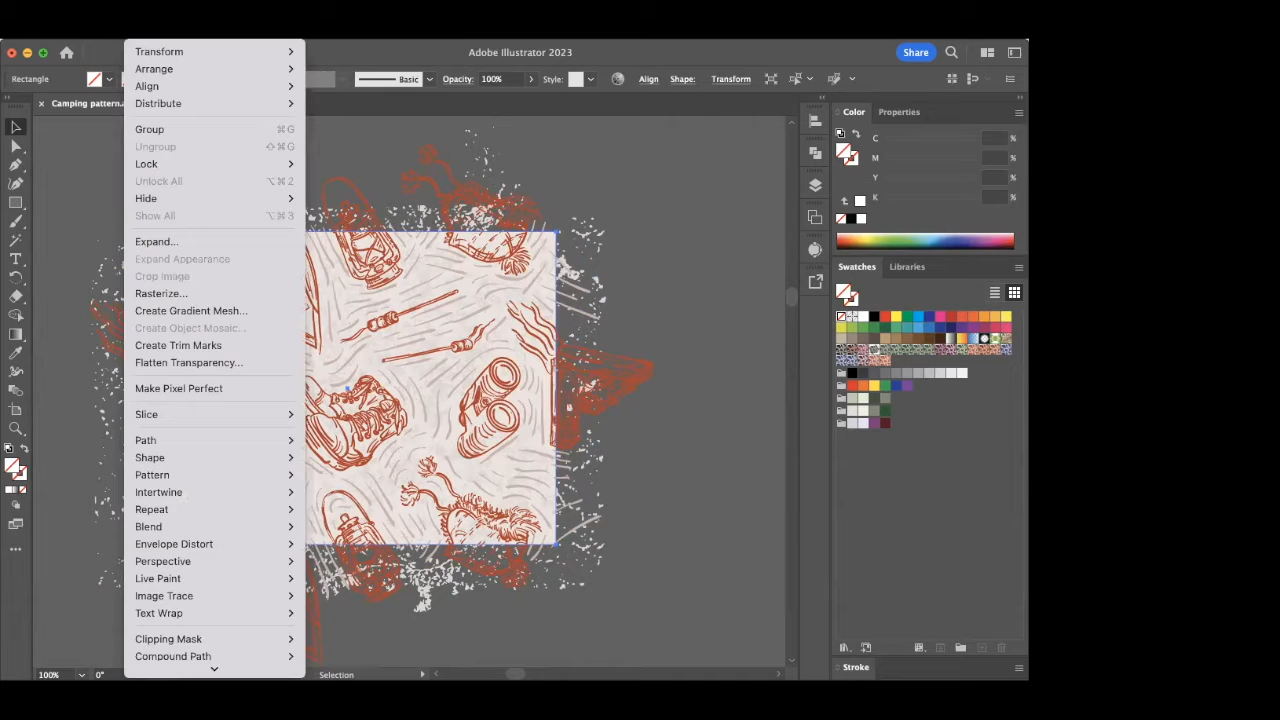 Adobe Illustrator 2023
Share
Rectangle
Basic
Opacity:
100%
Style:
Align
Shape:
Transform
Camping pattern.a
Transform
Arrange
Align
Distribute
Group ⌘G
Ungroup ⇧⌘G
Lock
Unlock All ⌥⌘2
Hide
Show All ⌥⌘3
Expand...
Expand Appearance
Crop Image
Rasterize...
Create Gradient Mesh...
Create Object Mosaic...
Create Trim Marks
Flatten Transparency...
Make Pixel Perfect
Slice
Path
Shape
Pattern
Intertwine
Repeat
Blend
Envelope Distort
Perspective
Live Paint
Image Trace
Text Wrap
Clipping Mask
Compound Path
Color
Properties
C %
M %
Y %
K %
Swatches
Libraries
Stroke
100%
0°
Selection